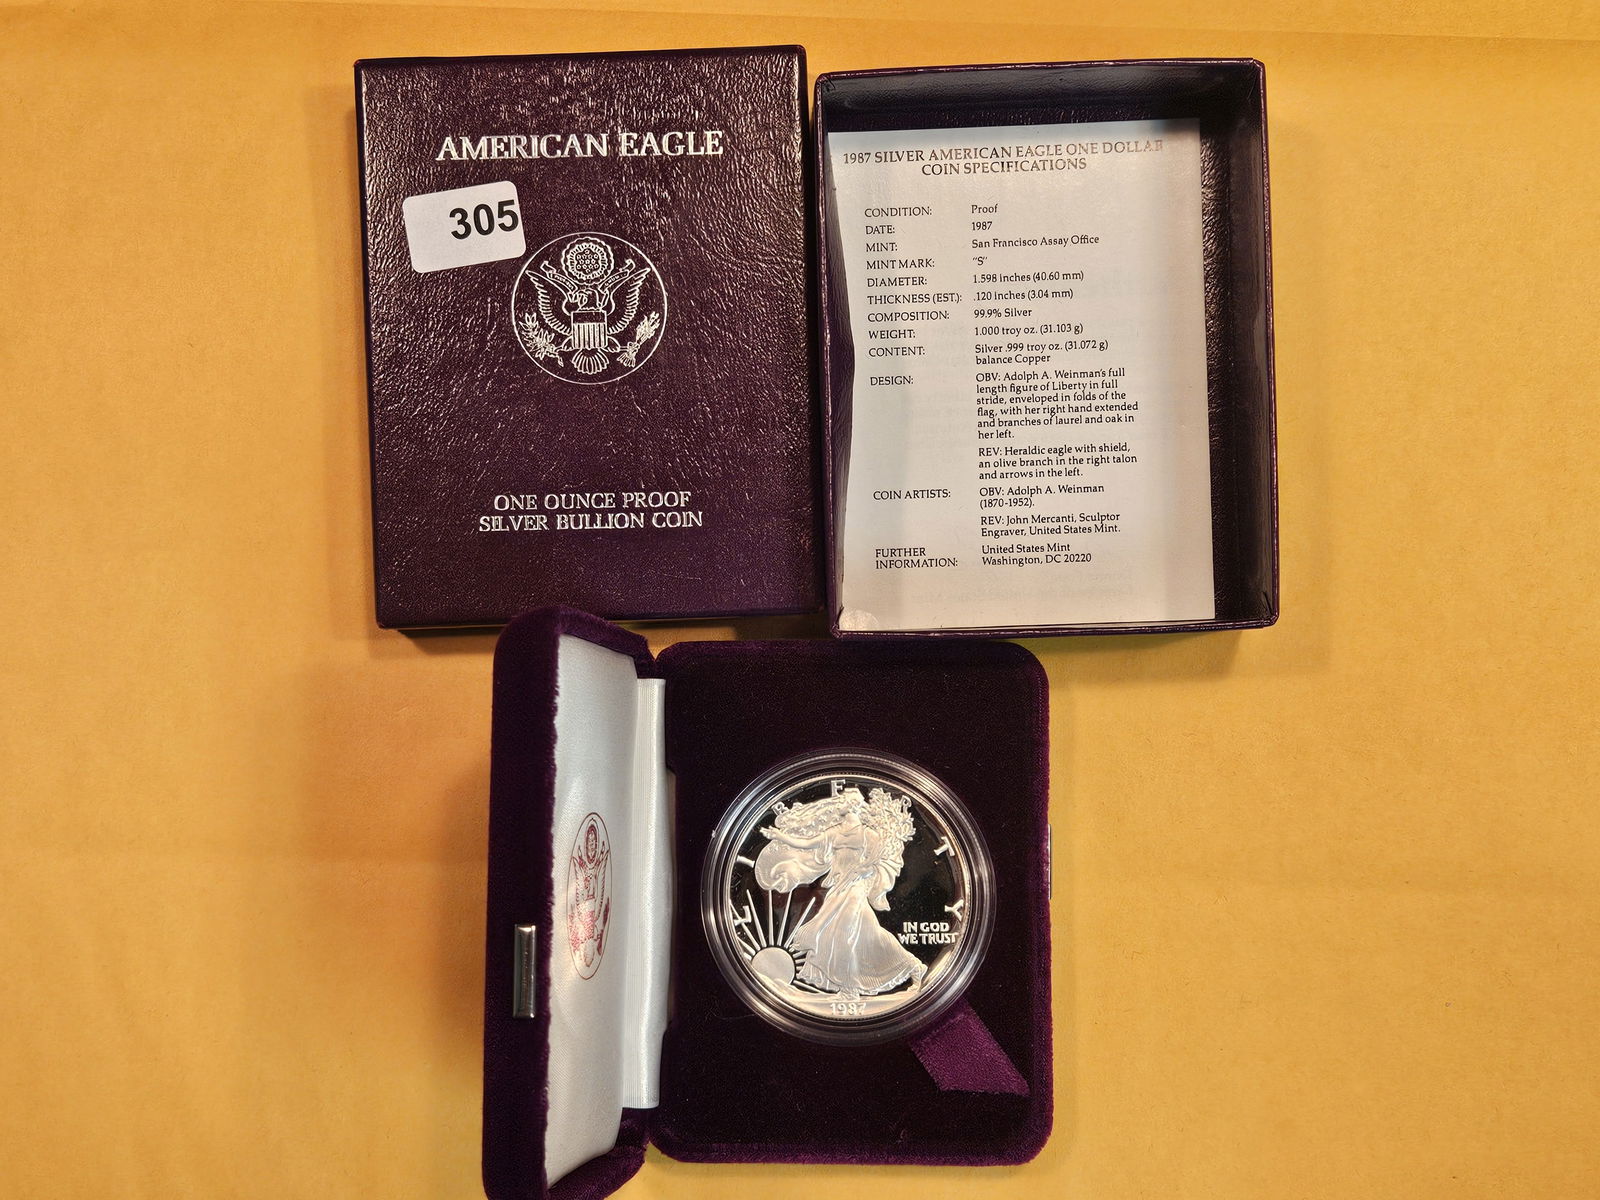 AMERICAN EAGLE
305
ONE OUNCE PROOF
SILVER BULLION COIN
1987 SILVER AMERICAN EAGLE ONE DOLLAR
COIN SPECIFICATIONS
CONDITION: Proof
DATE: 1987
MINT: San Francisco Assay Office
MINT MARK: "S"
DIAMETER: 1.598 inches (40.60 mm)
THICKNESS (EST.): .120 inches (3.04 mm)
COMPOSITION: 99.9% Silver
WEIGHT: 1.000 troy oz. (31.103 g)
CONTENT: Silver .999 troy oz. (31.072 g)
balance Copper
DESIGN: OBV: Adolph A. Weinman's full
length figure of Liberty in full
stride, enveloped in folds of the
flag, with her right hand extended
and branches of laurel and oak in
her left.
REV: Heraldic eagle with shield,
an olive branch in the right talon
and arrows in the left.
COIN ARTISTS: OBV: Adolph A. Weinman
(1870-1952).
REV: John Mercanti, Sculptor
Engraver, United States Mint.
FURTHER
INFORMATION: United States Mint
Washington, DC 20220
LIBERTY
IN GOD
WE TRUST
1987